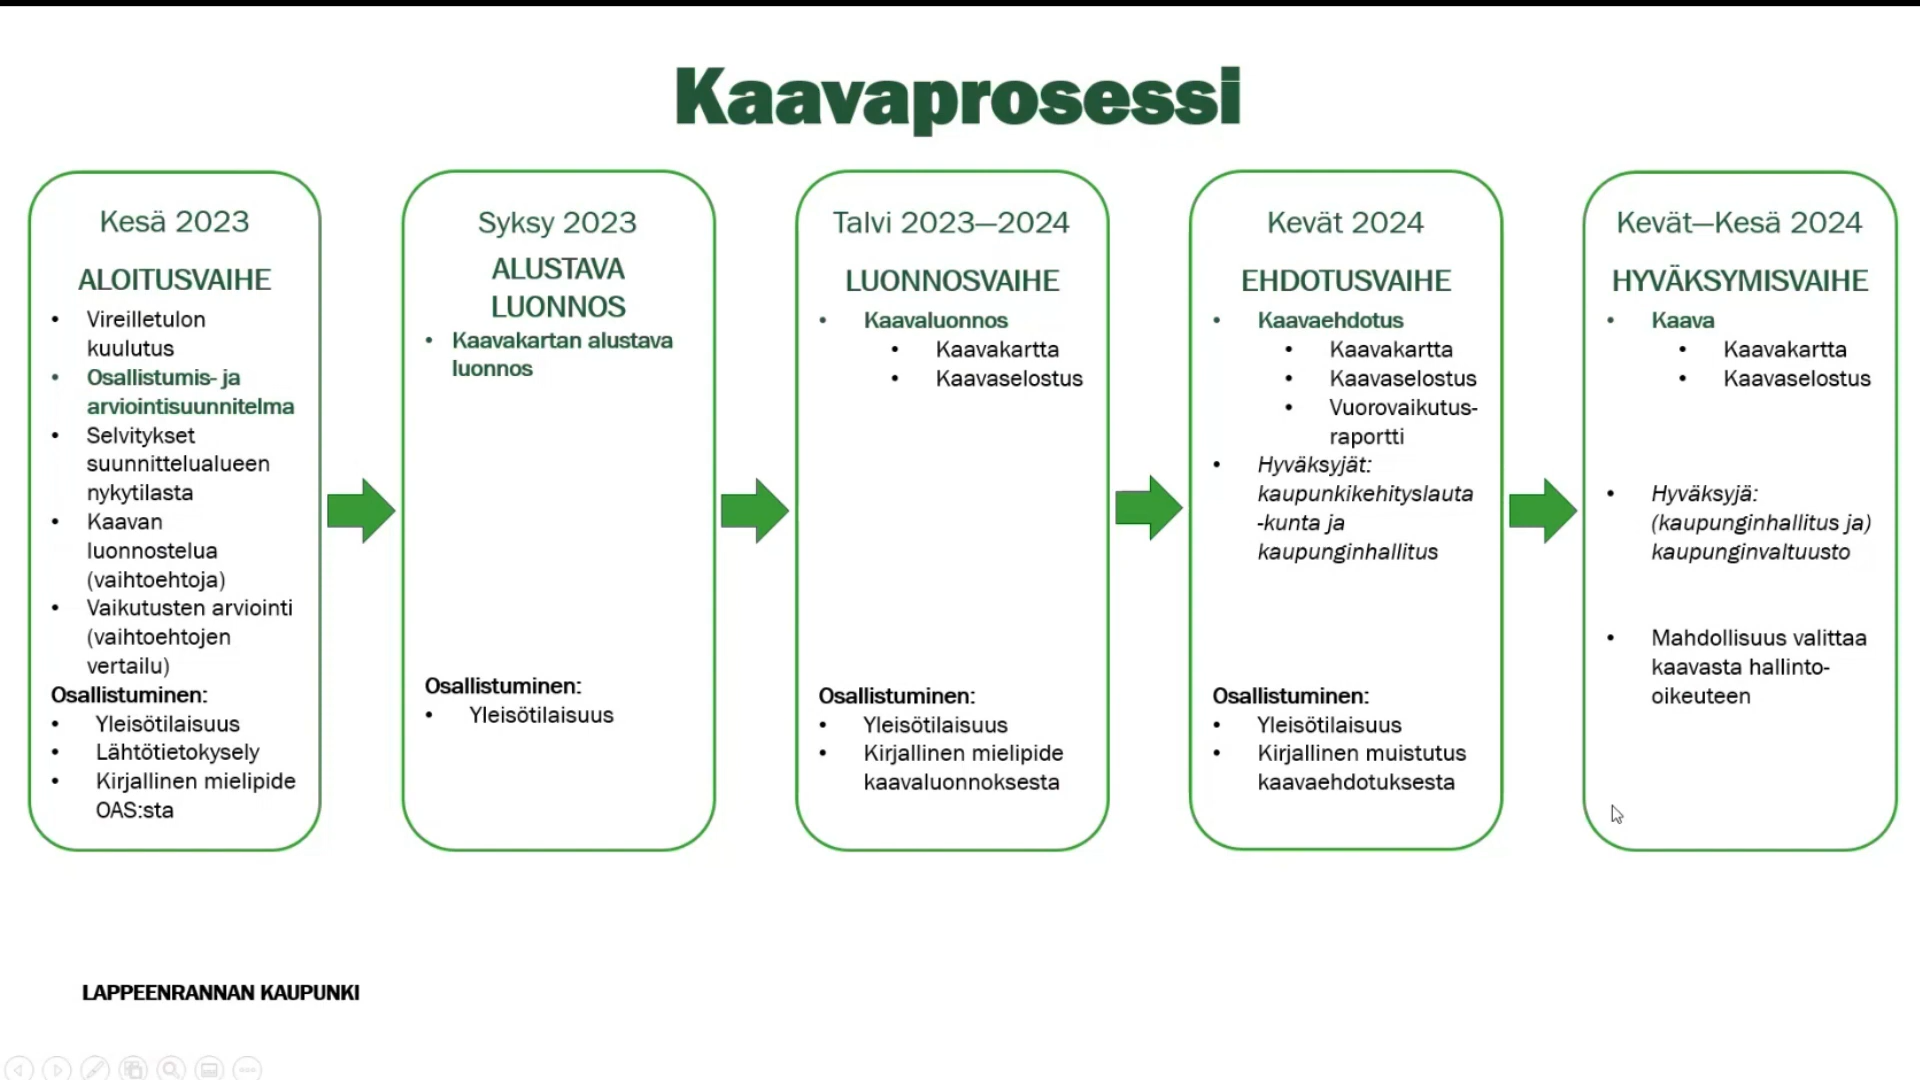 Kaavaprosessi
Kesä 2023
ALOITUSVAIHE
• Vireilletulon
kuulutus
• Osallistumis- ja
arviointisuunnitelma
• Selvitykset
suunnittelualueen
nykytilasta
• Kaavan
luonnostelua
(vaihtoehtoja)
• Vaikutusten arviointi
(vaihtoehtojen
vertailu)
Osallistuminen:
• Yleisötilaisuus
• Lähtötietokysely
• Kirjallinen mielipide
OAS:sta
Syksy 2023
ALUSTAVA
LUONNOS
• Kaavakartan alustava
luonnos
Osallistuminen:
• Yleisötilaisuus
Talvi 2023—2024
LUONNOSVAIHE
• Kaavaluonnos
• Kaavakartta
• Kaavaselostus
Osallistuminen:
• Yleisötilaisuus
• Kirjallinen mielipide
kaavaluonnoksesta
Kevät 2024
EHDOTUSVAIHE
• Kaavaehdotus
• Kaavakartta
• Kaavaselostus
• Vuorovaikutus-
raportti
• Hyväksyjät:
kaupunkikehityslauta
-kunta ja
kaupunginhallitus
Osallistuminen:
• Yleisötilaisuus
• Kirjallinen muistutus
kaavaehdotuksesta
Kevät—Kesä 2024
HYVÄKSYMISVAIHE
• Kaava
• Kaavakartta
• Kaavaselostus
• Hyväksyjä:
(kaupunginhallitus ja)
kaupunginvaltuusto
• Mahdollisuus valittaa
kaavasta hallinto-
oikeuteen
LAPPEENRANNAN KAUPUNKI